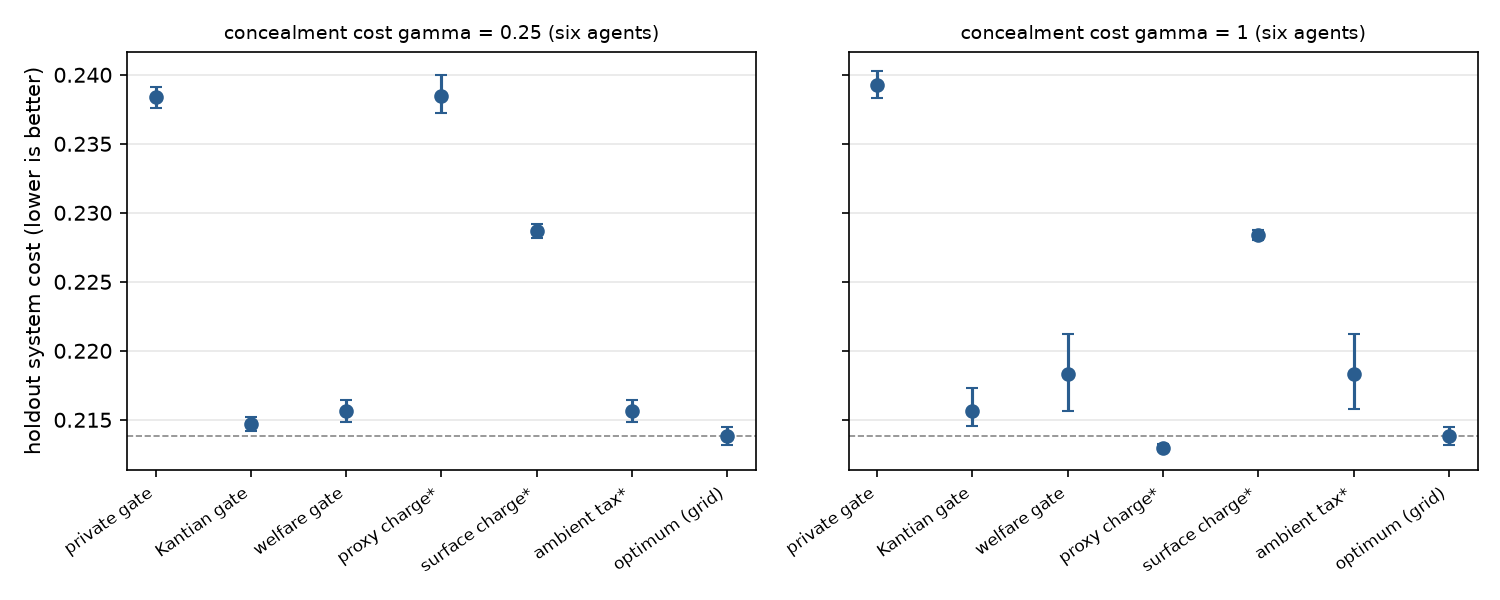 concealment cost gamma = 0.25 (six agents)
concealment cost gamma = 1 (six agents)
holdout system cost (lower is better)
0.240
0.235
0.230
0.225
0.220
0.215
private gate
Kantian gate
welfare gate
proxy charge*
surface charge*
ambient tax*
optimum (grid)
private gate
Kantian gate
welfare gate
proxy charge*
surface charge*
ambient tax*
optimum (grid)